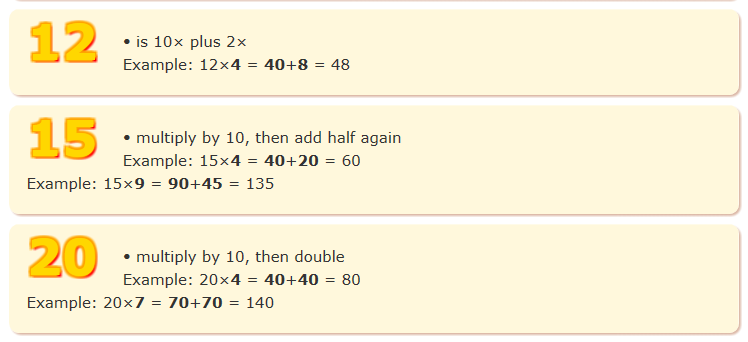 12
• is 10× plus 2×
Example: 12×4 = 40+8 = 48
15
• multiply by 10, then add half again
Example: 15×4 = 40+20 = 60
Example: 15×9 = 90+45 = 135
20
• multiply by 10, then double
Example: 20×4 = 40+40 = 80
Example: 20×7 = 70+70 = 140